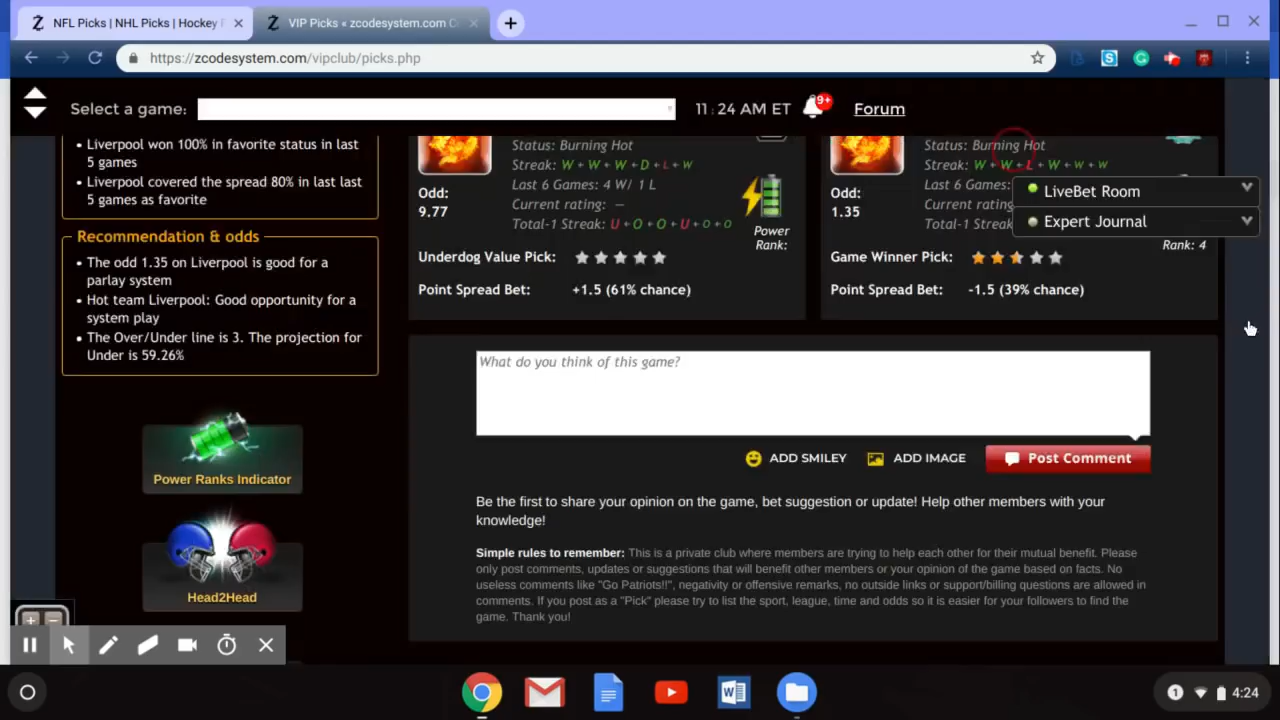 NFL Picks | NHL Picks | Hockey P
VIP Picks « zcodesystem.com C
https://zcodesystem.com/vipclub/picks.php
Select a game:
11:24 AM ET
9+
Forum
Liverpool won 100% in favorite status in last
5 games
Liverpool covered the spread 80% in last last
5 games as favorite
Recommendation & odds
The odd 1.35 on Liverpool is good for a
parlay system
Hot team Liverpool: Good opportunity for a
system play
The Over/Under line is 3. The projection for
Under is 59.26%
Power Ranks Indicator
Head2Head
Status: Burning Hot
Streak: W + W + W + D + L + W
Odd:
9.77
Last 6 Games: 4 W/ 1 L
Current rating: —
Total-1 Streak: U + O + O + U + O + O
Power
Rank:
Underdog Value Pick:
Point Spread Bet: +1.5 (61% chance)
Status: Burning Hot
Streak: W + W + L + W + W + W
Odd:
1.35
Last 6 Games:
Current rating
Total-1 Streak
LiveBet Room
Expert Journal
Rank: 4
Game Winner Pick:
Point Spread Bet: -1.5 (39% chance)
What do you think of this game?
ADD SMILEY
ADD IMAGE
Post Comment
Be the first to share your opinion on the game, bet suggestion or update! Help other members with your
knowledge!
Simple rules to remember: This is a private club where members are trying to help each other for their mutual benefit. Please
only post comments, updates or suggestions that will benefit other members or your opinion of the game based on facts. No
useless comments like "Go Patriots!!", negativity or offensive remarks, no outside links or support/billing questions are allowed in
comments. If you post as a "Pick" please try to list the sport, league, time and odds so it is easier for your followers to find the
game. Thank you!
1
4:24